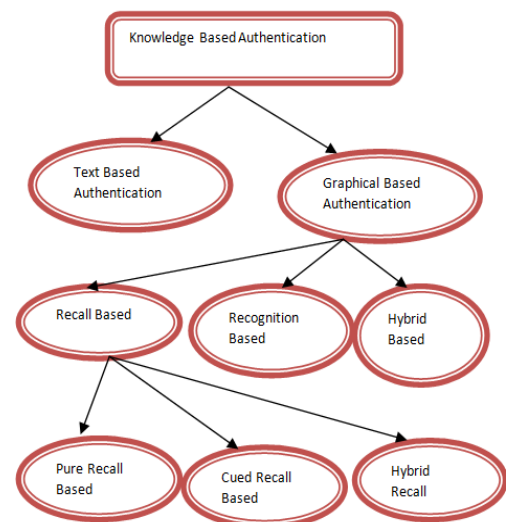 Knowledge Based Authentication
Text Based
Authentication
Graphical Based
Authentication
Recall Based
Recognition
Based
Hybrid
Based
Pure Recall
Based
Cued Recall
Based
Hybrid
Recall